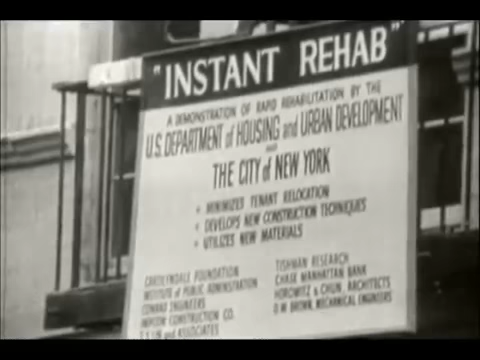 "INSTANT REHAB"
A DEMONSTRATION OF RAPID REHABILITATION BY THE
U.S. DEPARTMENT of HOUSING and URBAN DEVELOPMENT
AND
THE CITY of NEW YORK
MINIMIZES TENANT RELOCATION
DEVELOPS NEW CONSTRUCTION TECHNIQUES
UTILIZES NEW MATERIALS
CAROLYNDALE FOUNDATION
INSTITUTE of PUBLIC ADMINISTRATION
CONRAD ENGINEERS
CONSTRUCTION CO.
and ASSOCIATES
TISHMAN RESEARCH
CHASE MANHATTAN BANK
HOROWITZ & CHUN, ARCHITECTS
D.W. BROWN, MECHANICAL ENGINEERS